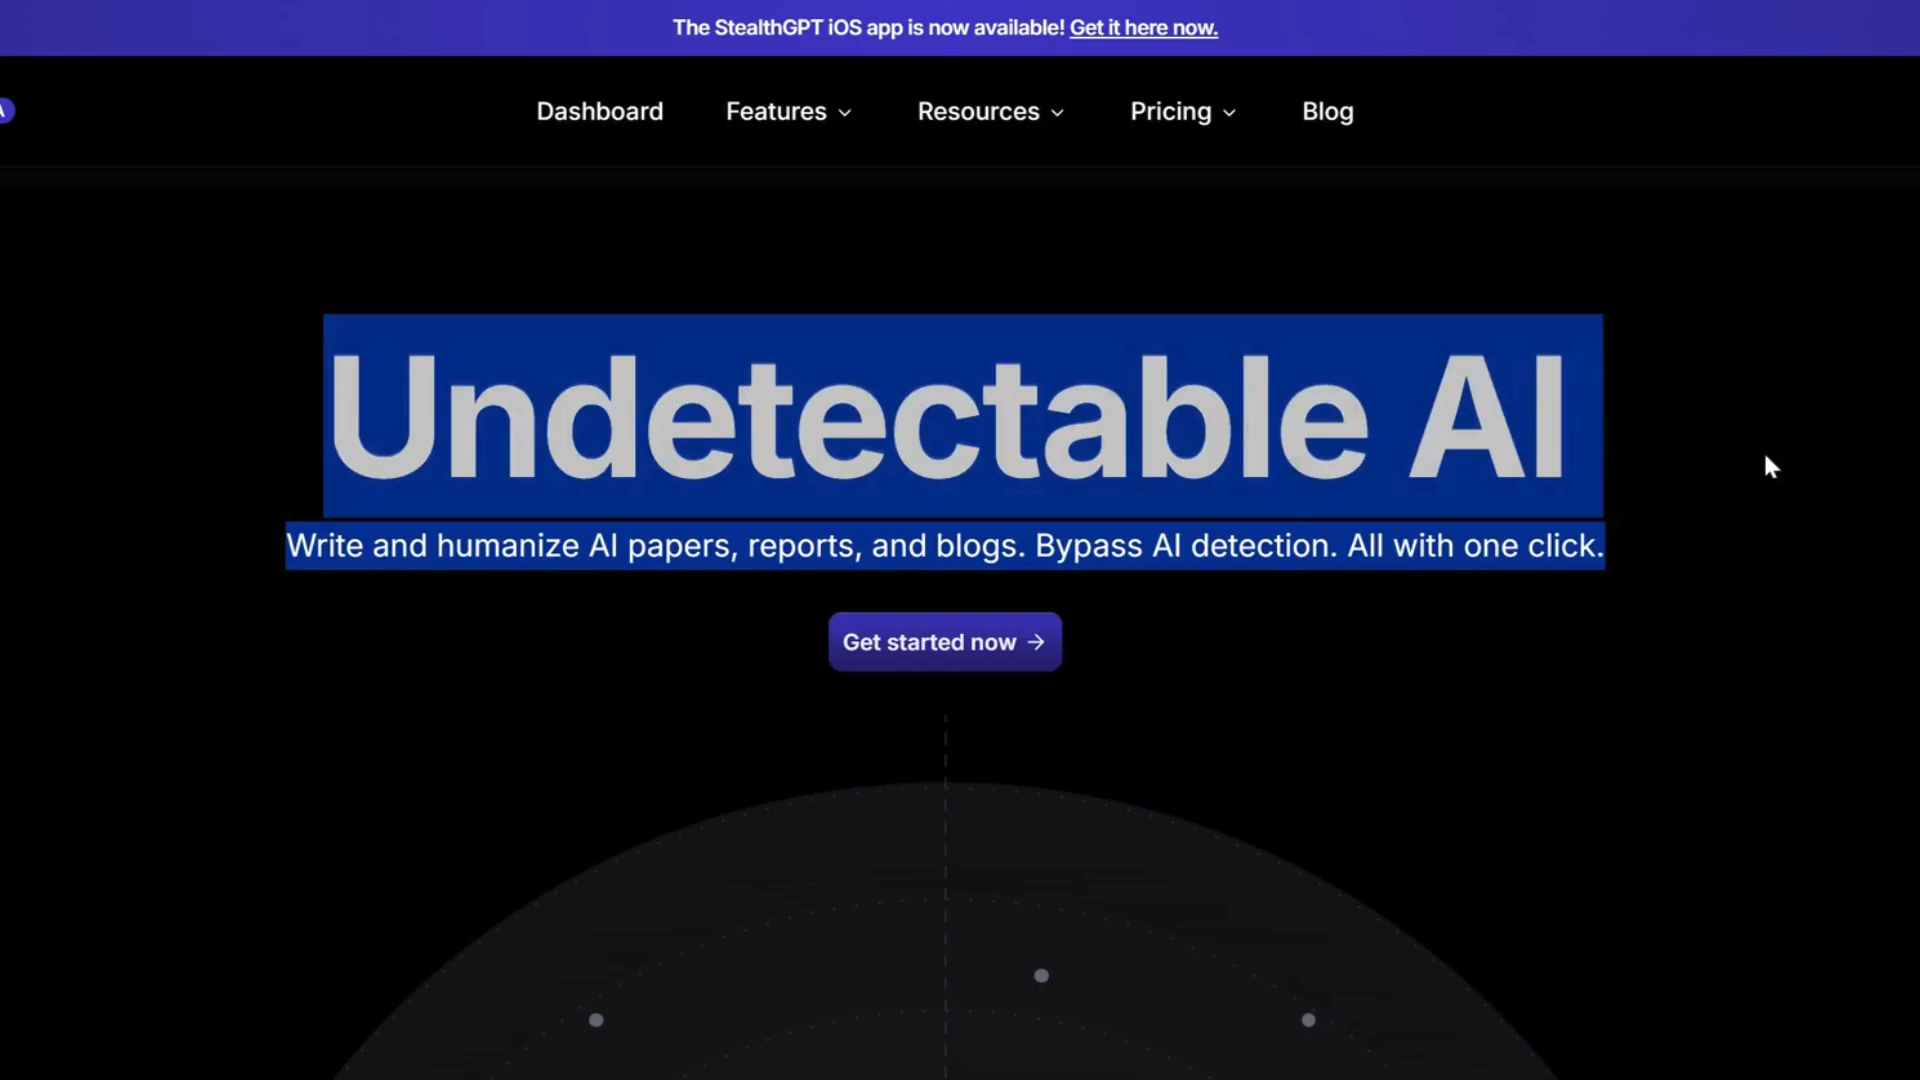 The StealthGPT iOS app is now available! Get it here now.
A
Dashboard Features Resources Pricing Blog
Undetectable AI
Write and humanize AI papers, reports, and blogs. Bypass AI detection. All with one click.
Get started now →